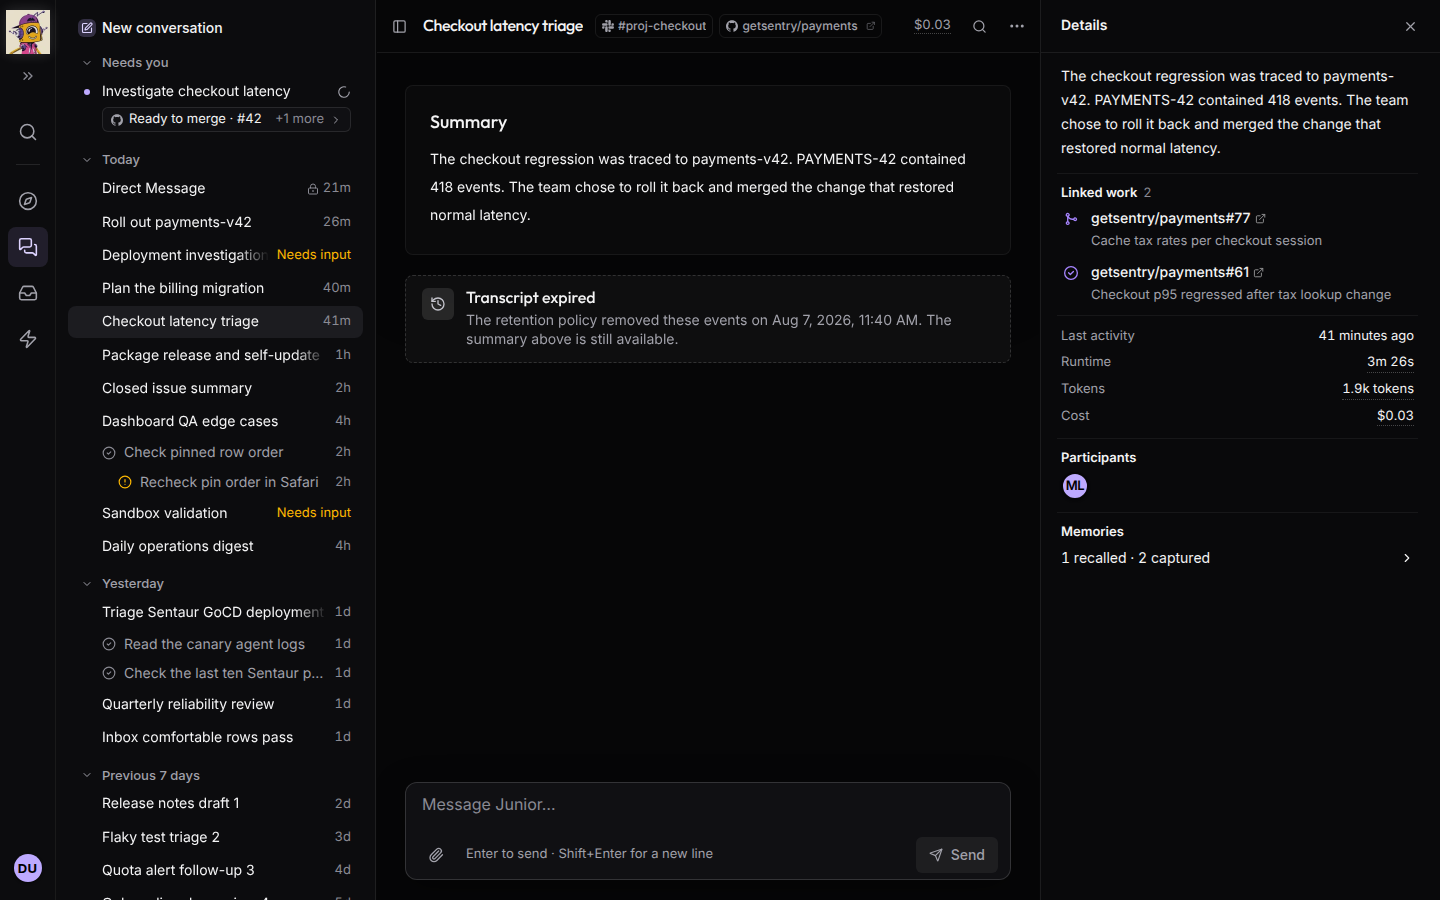 New conversation
Needs you
Investigate checkout latency
Ready to merge · #42 +1 more
Today
Direct Message 21m
Roll out payments-v42 26m
Deployment investigation Needs input
Plan the billing migration 40m
Checkout latency triage 41m
Package release and self-update 1h
Closed issue summary 2h
Dashboard QA edge cases 4h
Check pinned row order 2h
Recheck pin order in Safari 2h
Sandbox validation Needs input
Daily operations digest 4h
Yesterday
Triage Sentaur GoCD deployment 1d
Read the canary agent logs 1d
Check the last ten Sentaur p... 1d
Quarterly reliability review 1d
Inbox comfortable rows pass 1d
Previous 7 days
Release notes draft 1 2d
Flaky test triage 2 3d
Quota alert follow-up 3 4d
DU
Checkout latency triage #proj-checkout getsentry/payments $0.03
Summary
The checkout regression was traced to payments-v42. PAYMENTS-42 contained
418 events. The team chose to roll it back and merged the change that restored
normal latency.
Transcript expired
The retention policy removed these events on Aug 7, 2026, 11:40 AM. The
summary above is still available.
Message Junior...
Enter to send · Shift+Enter for a new line
Send
Details
The checkout regression was traced to payments-
v42. PAYMENTS-42 contained 418 events. The team
chose to roll it back and merged the change that
restored normal latency.
Linked work 2
getsentry/payments#77
Cache tax rates per checkout session
getsentry/payments#61
Checkout p95 regressed after tax lookup change
Last activity 41 minutes ago
Runtime 3m 26s
Tokens 1.9k tokens
Cost $0.03
Participants
ML
Memories
1 recalled · 2 captured